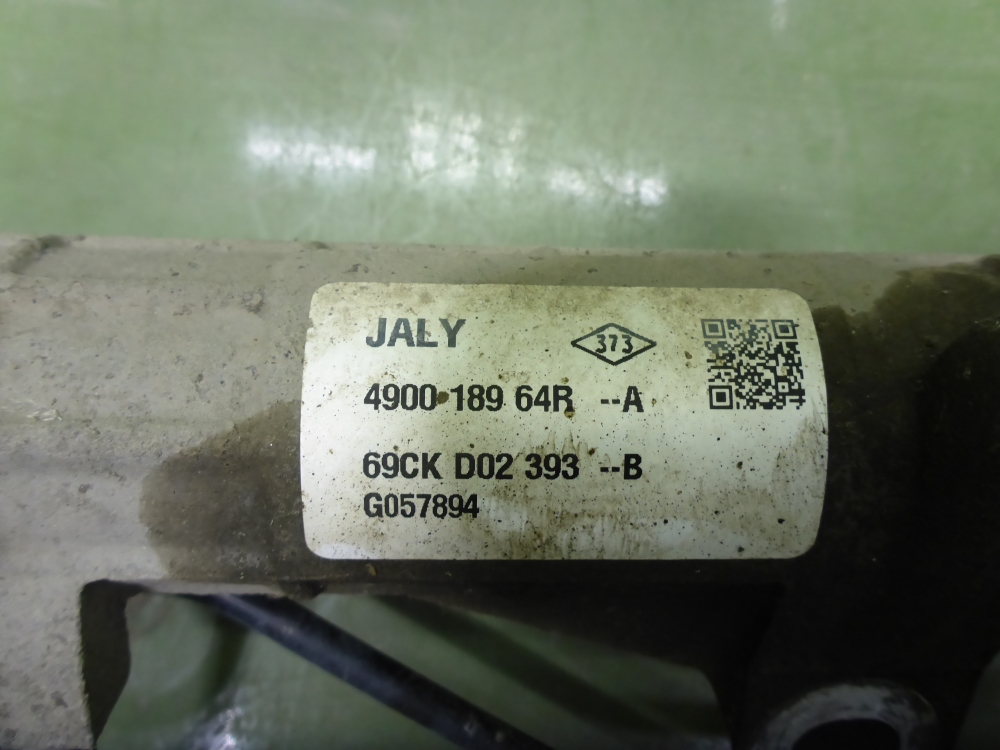 JALY 373
4900 189 64R --A
69CK D02 393 --B
G057894